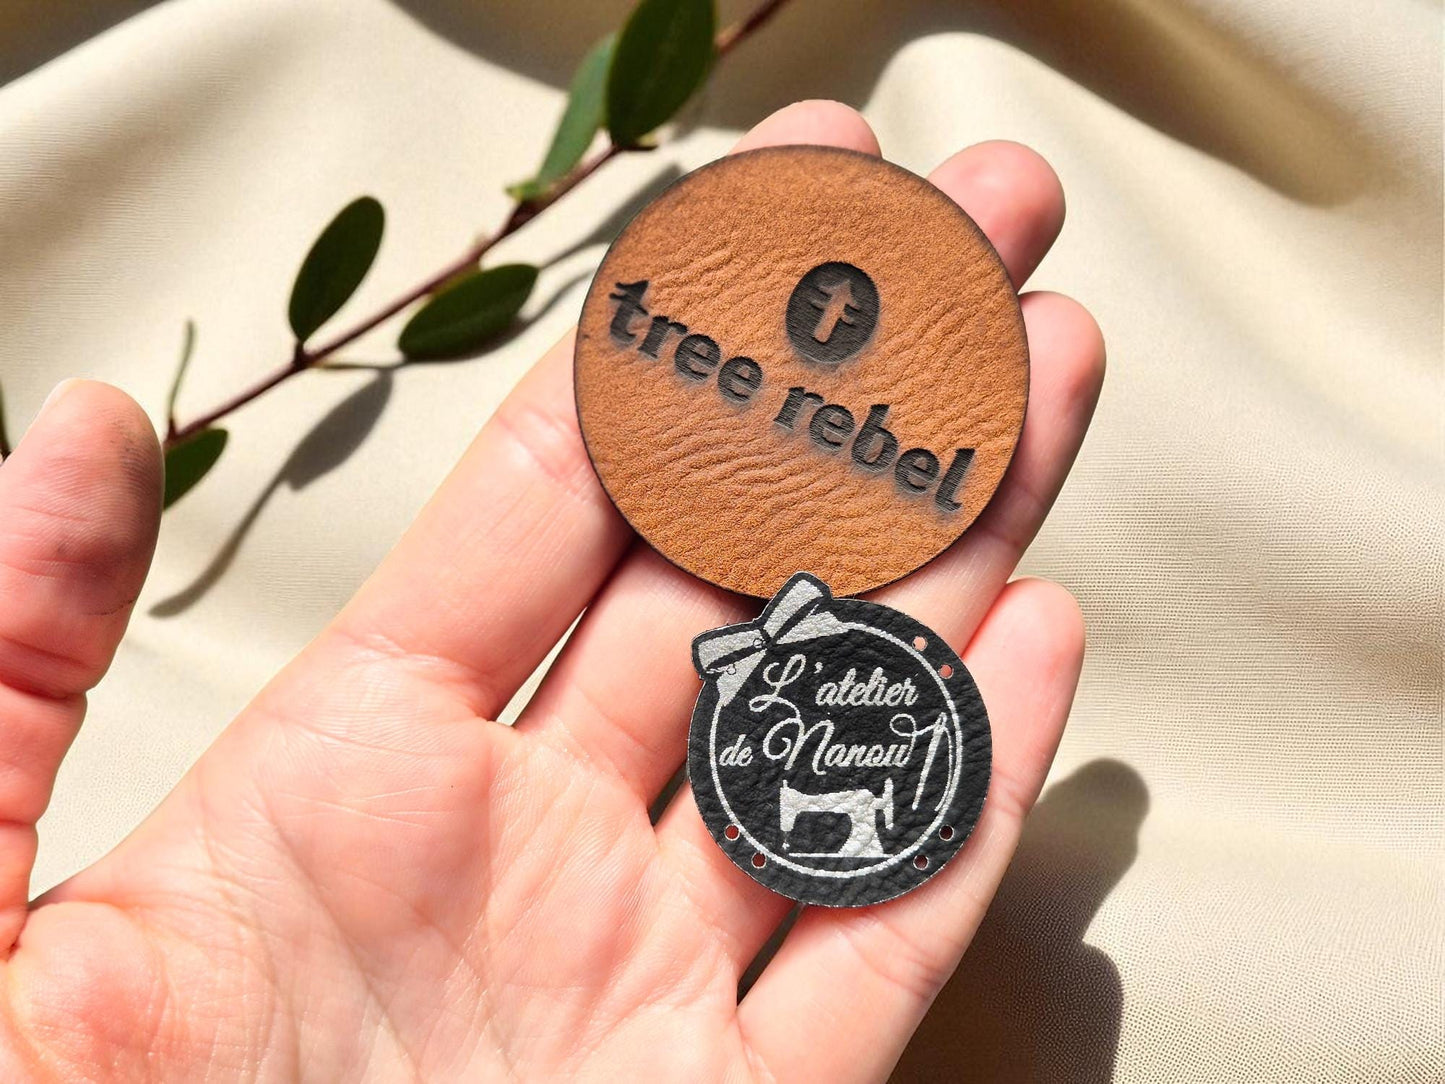 tree rebel
L'atelier
de Nanou